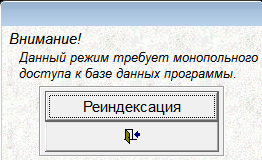 Внимание!
Данный режим требует монопольного
доступа к базе данных программы.
Реиндексация